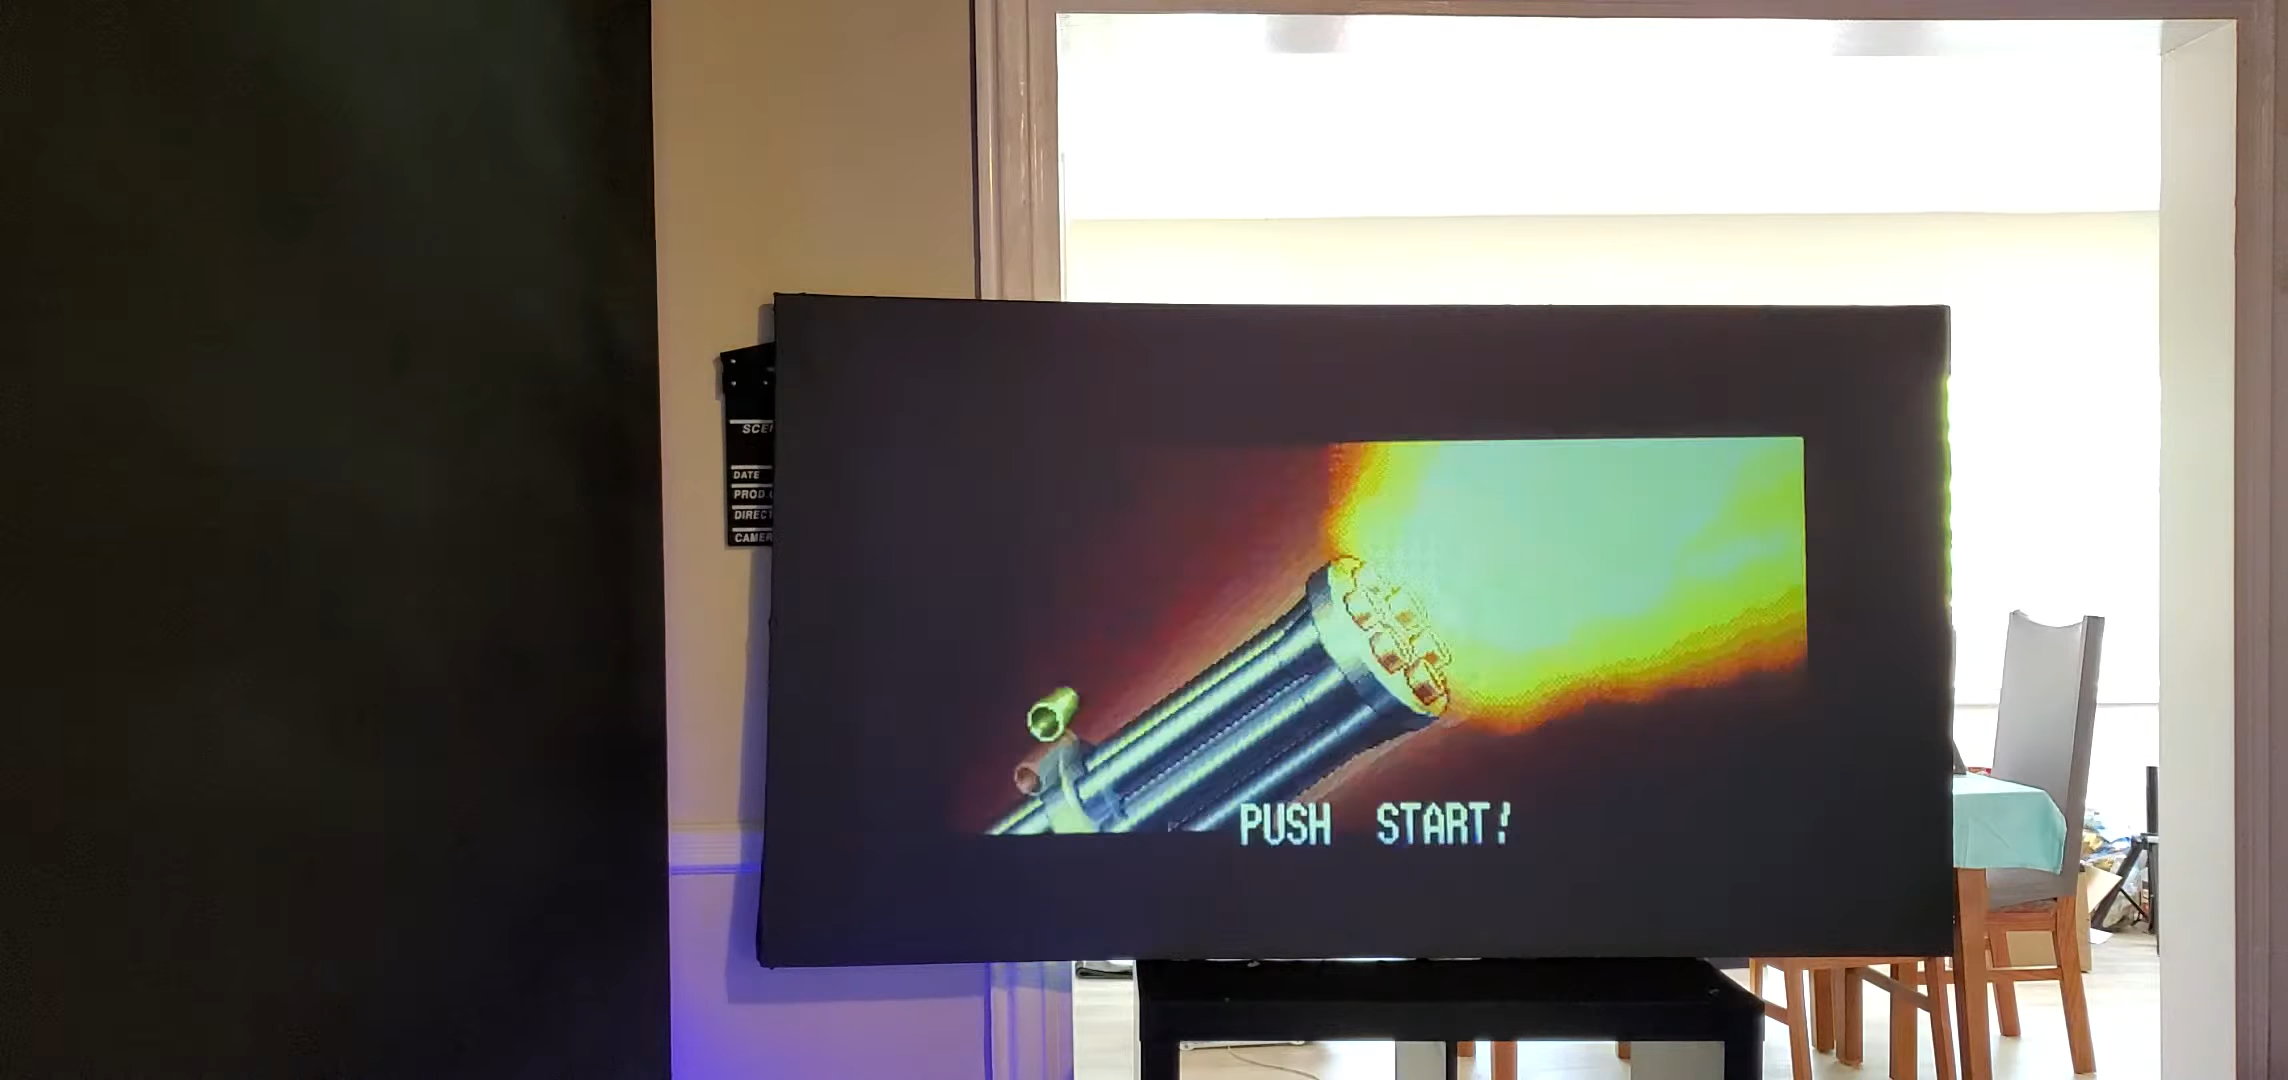 SCE
DATE
PROD.
DIRECT
CAMER
PUSH START!